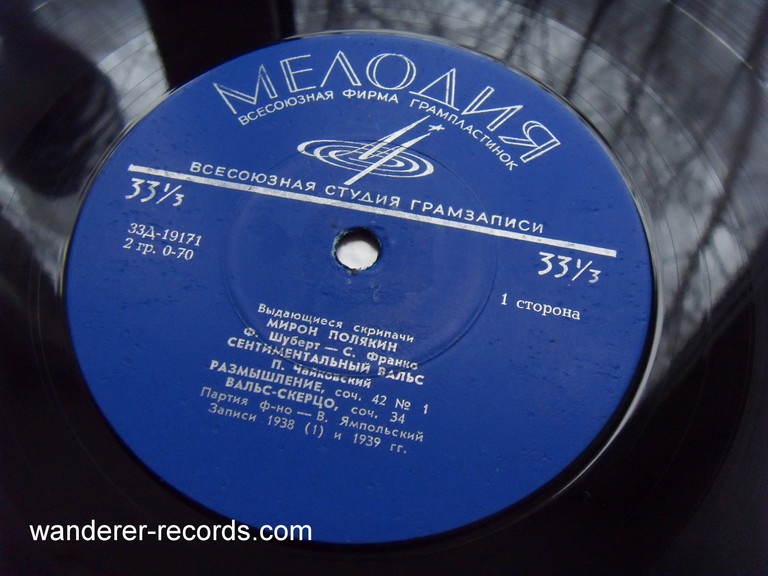 МЕЛОДИЯ
ВСЕСОЮЗНАЯ ФИРМА ГРАМПЛАСТИНОК
ВСЕСОЮЗНАЯ СТУДИЯ ГРАМЗАПИСИ
33⅓
33⅓
33Д-19171
2 гр. 0-70
1 сторона
Выдающиеся скрипачи
МИРОН ПОЛЯКИН
Ф. Шуберт — С. Франко
СЕНТИМЕНТАЛЬНЫЙ ВАЛЬС
П. Чайковский
РАЗМЫШЛЕНИЕ, соч. 42 № 1
ВАЛЬС-СКЕРЦО, соч. 34
Партия ф-но — В. Ямпольский
Записи 1938 (1) и 1939 гг.
wanderer-records.com